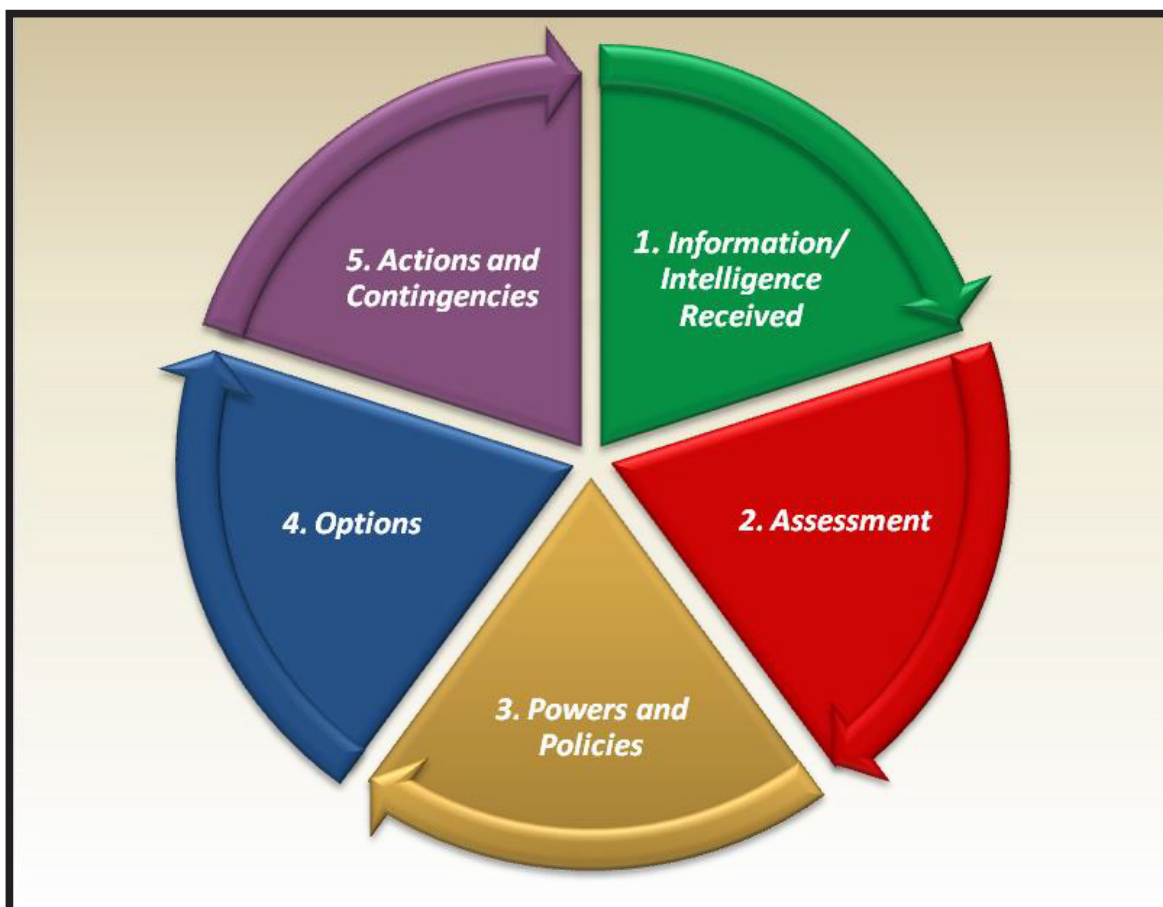 1. Information/
Intelligence
Received
2. Assessment
3. Powers and
Policies
4. Options
5. Actions and
Contingencies